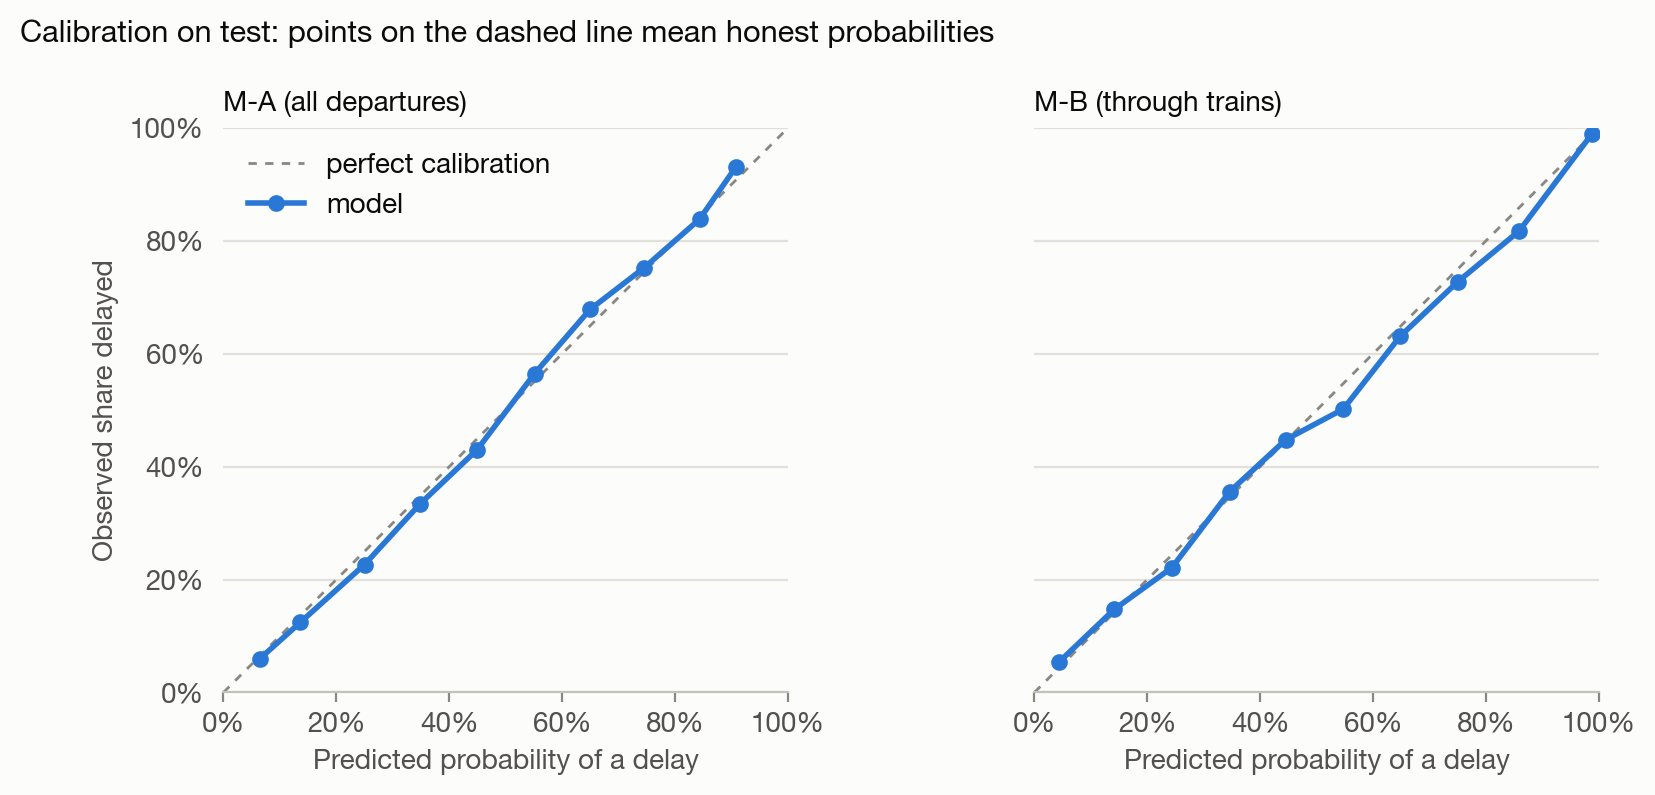 Calibration on test: points on the dashed line mean honest probabilities
M-A (all departures)
100%
80%
60%
40%
20%
0%
Observed share delayed
perfect calibration
model
0% 20% 40% 60% 80% 100%
Predicted probability of a delay
M-B (through trains)
0% 20% 40% 60% 80% 100%
Predicted probability of a delay